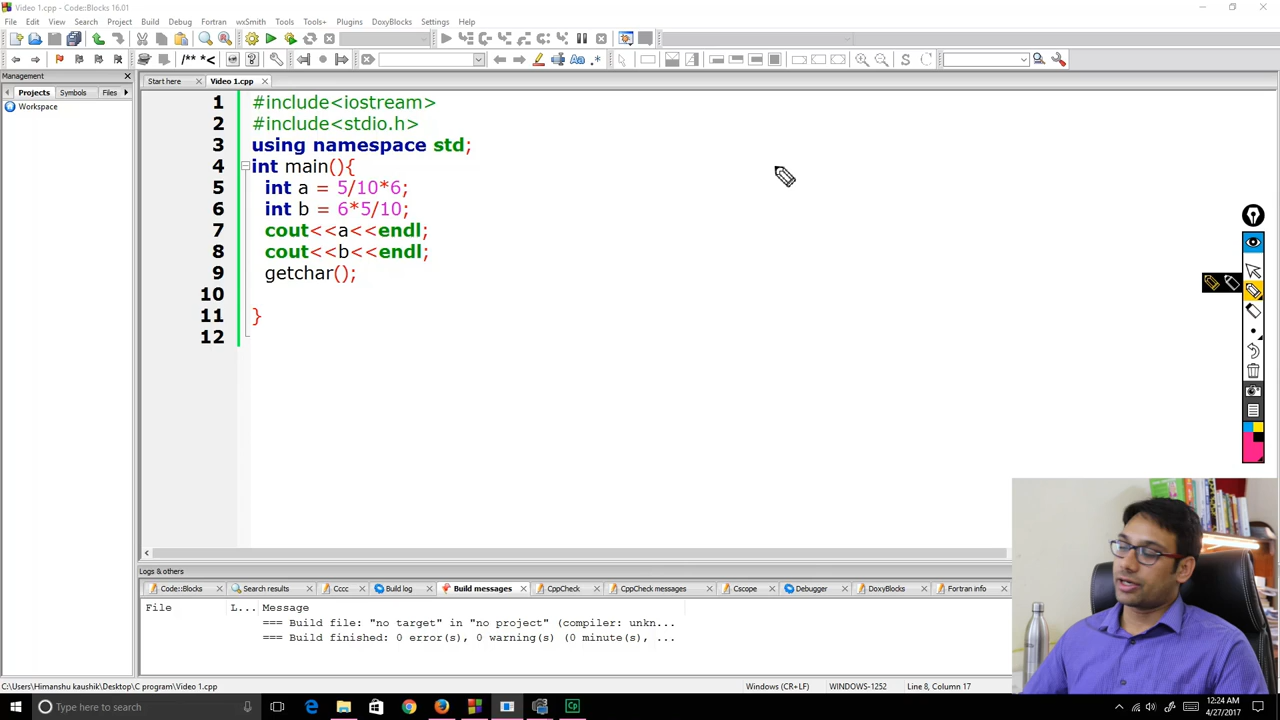 Video 1.cpp - Code::Blocks 16.01
File Edit View Search Project Build Debug Fortran wxSmith Tools Tools+ Plugins DoxyBlocks Settings Help
/** *<
Management
Start here
Video 1.cpp
Projects Symbols Files
Workspace
1 #include<iostream>
2 #include<stdio.h>
3 using namespace std;
4 int main(){
5 int a = 5/10*6;
6 int b = 6*5/10;
7 cout<<a<<endl;
8 cout<<b<<endl;
9 getchar();
10
11 }
12
Logs & others
Code::Blocks Search results Cccc Build log Build messages CppCheck CppCheck messages Cscope Debugger DoxyBlocks Fortran info
File L... Message
=== Build file: "no target" in "no project" (compiler: unkn...
=== Build finished: 0 error(s), 0 warning(s) (0 minute(s), ...
C:\Users\Himanshu kaushik\Desktop\C program\Video 1.cpp Windows (CR+LF) WINDOWS-1252 Line 8, Column 17
Type here to search
Cp
12:24 AM
4/27/2017